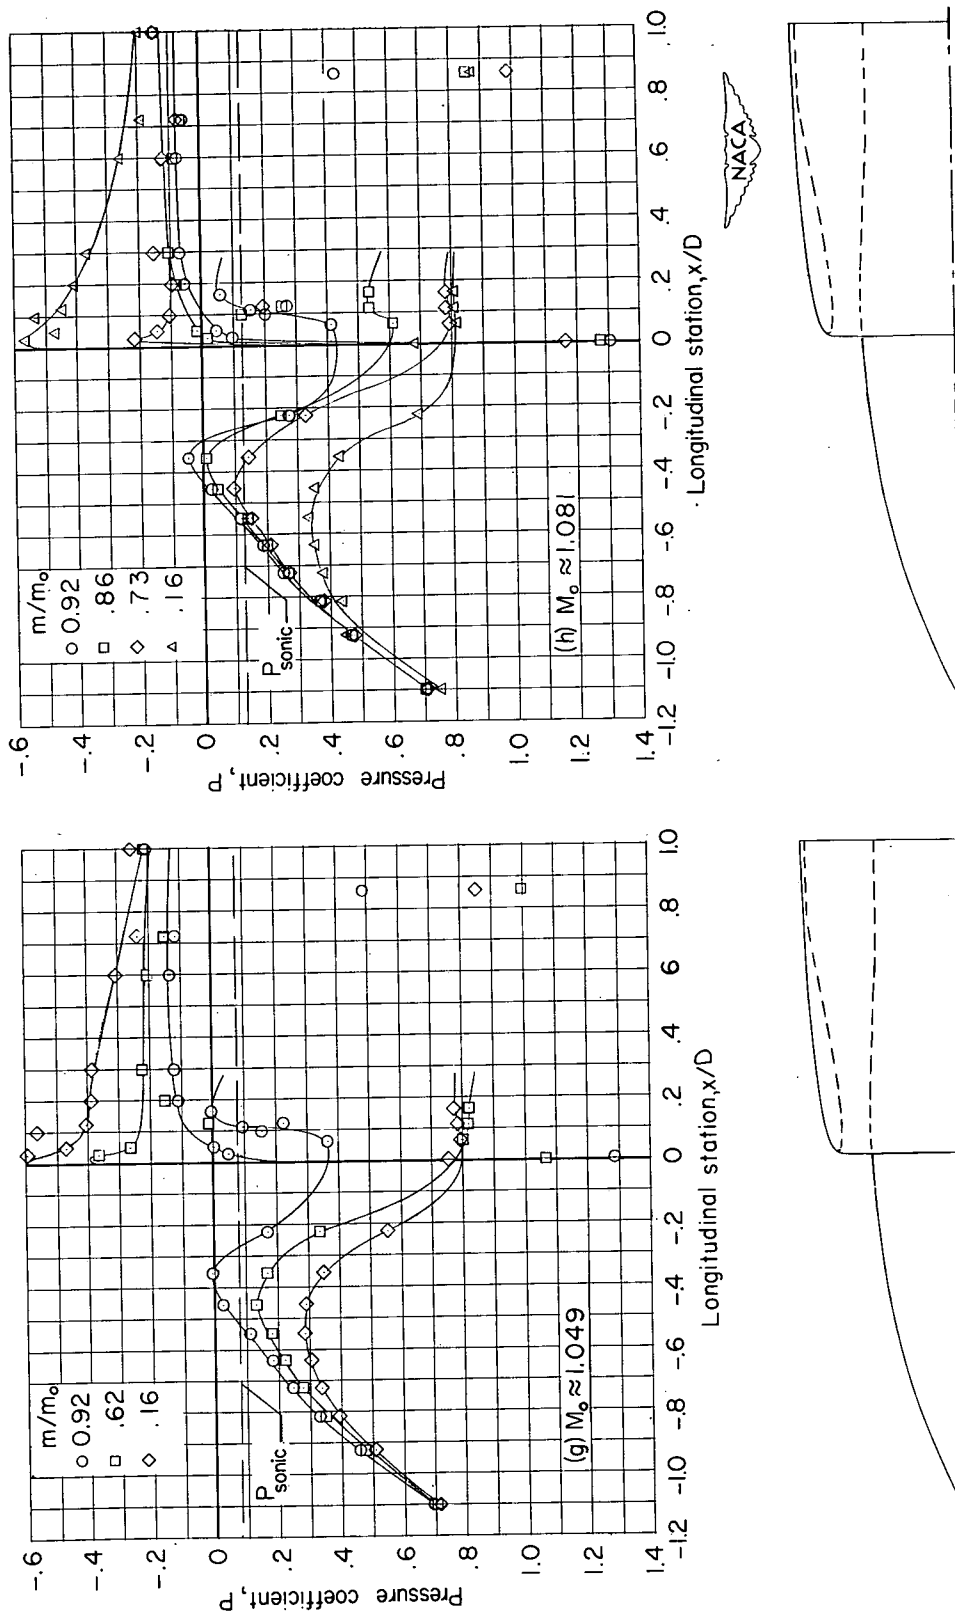 m/m₀
0.92
.62
.16
P sonic
(g) M₀ ≈ 1.049
Pressure coefficient, P
-.6
-.4
-.2
0
.2
.4
.6
.8
1.0
1.2
1.4
-1.2 -1.0 -.8 -.6 -.4 -.2 0 .2 .4 .6 .8 1.0
Longitudinal station, x/D
m/m₀
0.92
.86
.73
.16
P sonic
(h) M₀ ≈ 1.081
Pressure coefficient, P
-.6
-.4
-.2
0
.2
.4
.6
.8
1.0
1.2
1.4
-1.2 -1.0 -.8 -.6 -.4 -.2 0 .2 .4 .6 .8 1.0
Longitudinal station, x/D
NACA